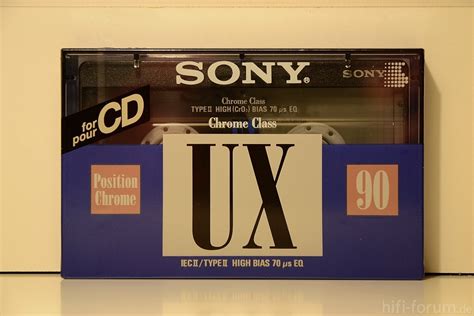 SONY®
SONY
Chrome Class
TYPE II HIGH (CrO₂) BIAS 70 µs EQ.
for
pour
CD
Chrome Class
Position
Chrome
UX
90
IEC II/TYPE II HIGH BIAS 70 µs EQ.
hifi-forum.de